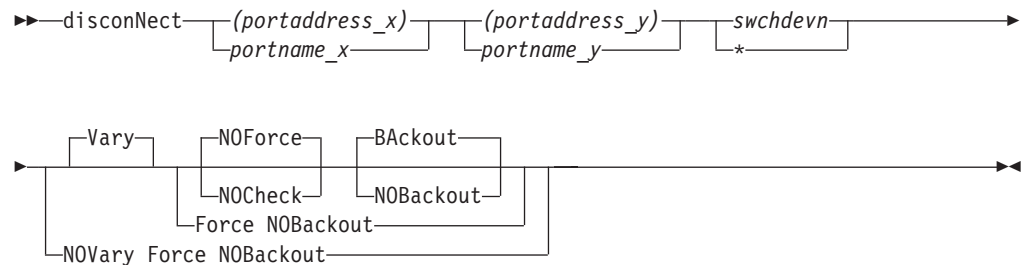 disconNect (portaddress_x) (portaddress_y) swchdevn
portname_x portname_y *
Vary NOForce BAckout
NOCheck NOBackout
Force NOBackout
NOVary Force NOBackout